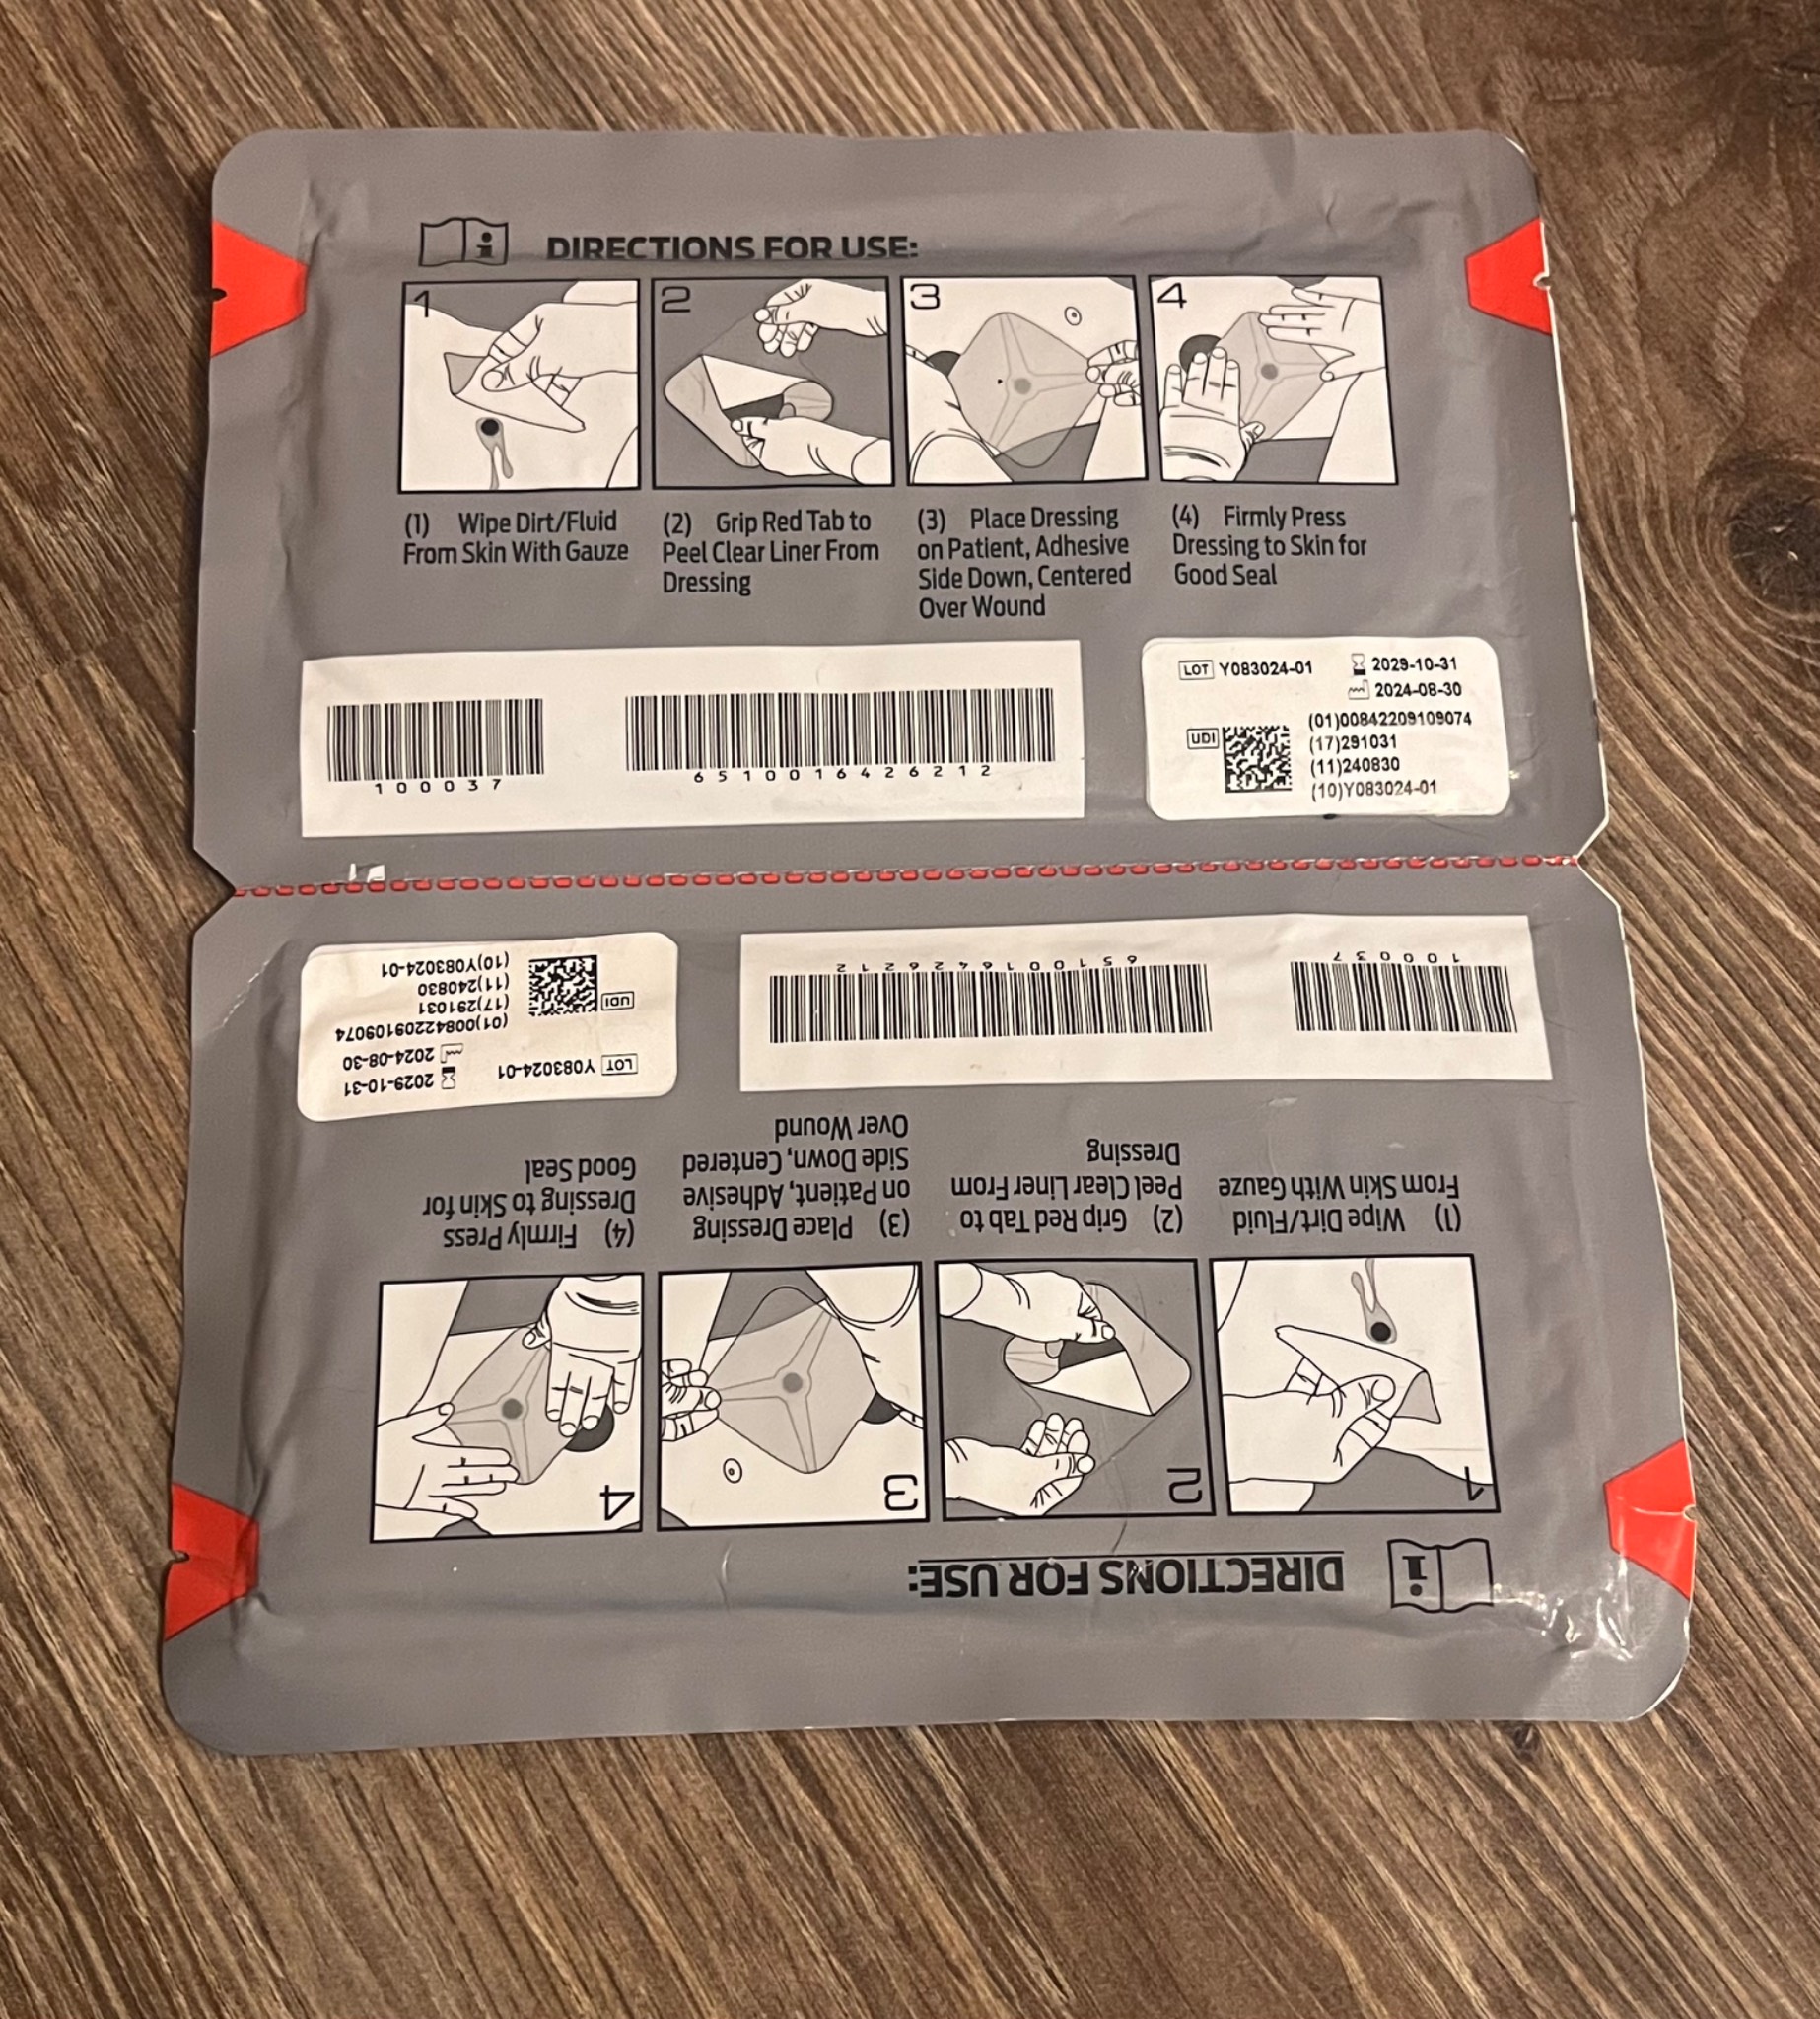 DIRECTIONS FOR USE:
1
2
3
4
(1) Wipe Dirt/Fluid
From Skin With Gauze
(2) Grip Red Tab to
Peel Clear Liner From
Dressing
(3) Place Dressing
on Patient, Adhesive
Side Down, Centered
Over Wound
(4) Firmly Press
Dressing to Skin for
Good Seal
100037
6510016426212
LOT Y083024-01
2029-10-31
2024-08-30
UDI
(01)00842209109074
(17)291031
(11)240830
(10)Y083024-01
DIRECTIONS FOR USE:
1
2
3
4
(1) Wipe Dirt/Fluid
From Skin With Gauze
(2) Grip Red Tab to
Peel Clear Liner From
Dressing
(3) Place Dressing
on Patient, Adhesive
Side Down, Centered
Over Wound
(4) Firmly Press
Dressing to Skin for
Good Seal
100037
6510016426212
LOT Y083024-01
2029-10-31
2024-08-30
UDI
(01)00842209109074
(17)291031
(11)240830
(10)Y083024-01